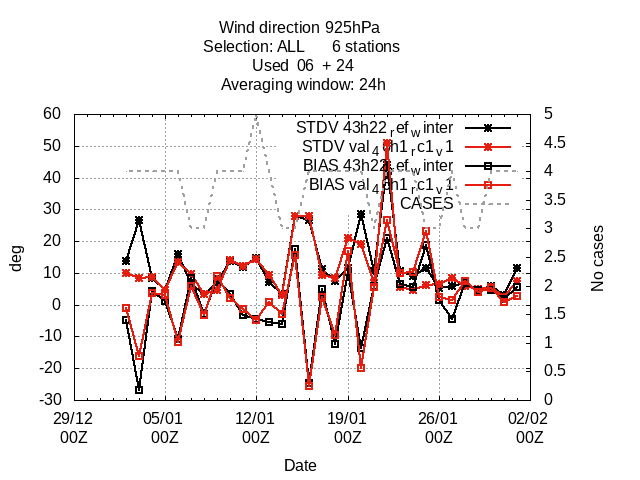 Wind direction 925hPa
Selection: ALL 6 stations
Used 06 + 24
Averaging window: 24h
STDV 43h22_ref_winter
STDV val_43h1_rc1_v1
BIAS 43h22_ref_winter
BIAS val_43h1_rc1_v1
CASES
60
50
40
30
20
10
0
-10
-20
-30
deg
5
4.5
4
3.5
3
2.5
2
1.5
1
0.5
0
No cases
29/12 05/01 12/01 19/01 26/01 02/02
00Z 00Z 00Z 00Z 00Z 00Z
Date